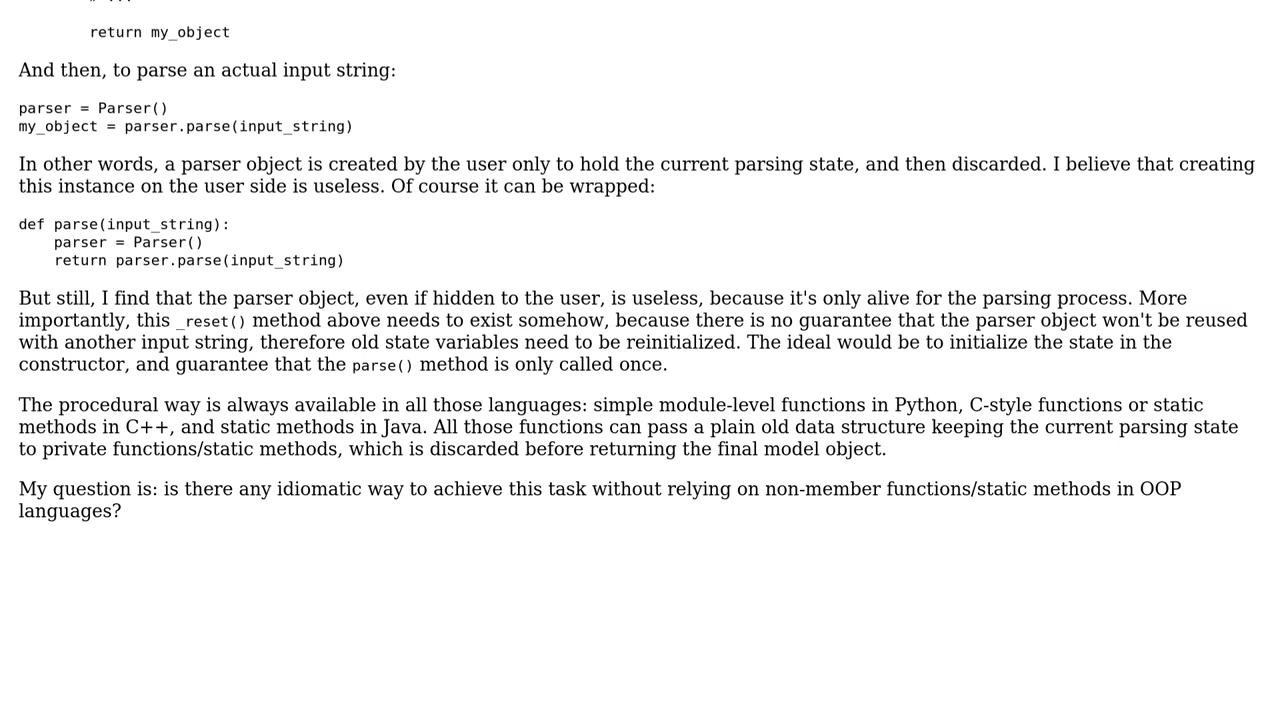 return my_object
And then, to parse an actual input string:
parser = Parser()
my_object = parser.parse(input_string)
In other words, a parser object is created by the user only to hold the current parsing state, and then discarded. I believe that creating
this instance on the user side is useless. Of course it can be wrapped:
def parse(input_string):
    parser = Parser()
    return parser.parse(input_string)
But still, I find that the parser object, even if hidden to the user, is useless, because it's only alive for the parsing process. More
importantly, this _reset() method above needs to exist somehow, because there is no guarantee that the parser object won't be reused
with another input string, therefore old state variables need to be reinitialized. The ideal would be to initialize the state in the
constructor, and guarantee that the parse() method is only called once.
The procedural way is always available in all those languages: simple module-level functions in Python, C-style functions or static
methods in C++, and static methods in Java. All those functions can pass a plain old data structure keeping the current parsing state
to private functions/static methods, which is discarded before returning the final model object.
My question is: is there any idiomatic way to achieve this task without relying on non-member functions/static methods in OOP
languages?